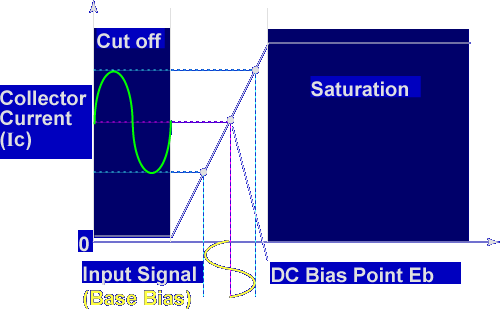 Cut off
Saturation
Collector
Current
(Ic)
0
Input Signal
(Base Bias)
DC Bias Point Eb